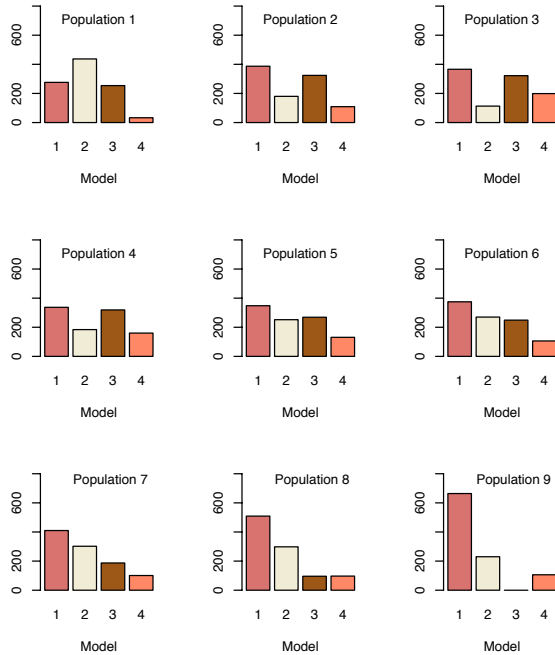 Population 1
Population 2
Population 3
600
200
0
600
200
0
600
200
0
1 2 3 4
1 2 3 4
1 2 3 4
Model
Model
Model
Population 4
Population 5
Population 6
600
200
0
600
200
0
600
200
0
1 2 3 4
1 2 3 4
1 2 3 4
Model
Model
Model
Population 7
Population 8
Population 9
600
200
0
600
200
0
600
200
0
1 2 3 4
1 2 3 4
1 2 3 4
Model
Model
Model